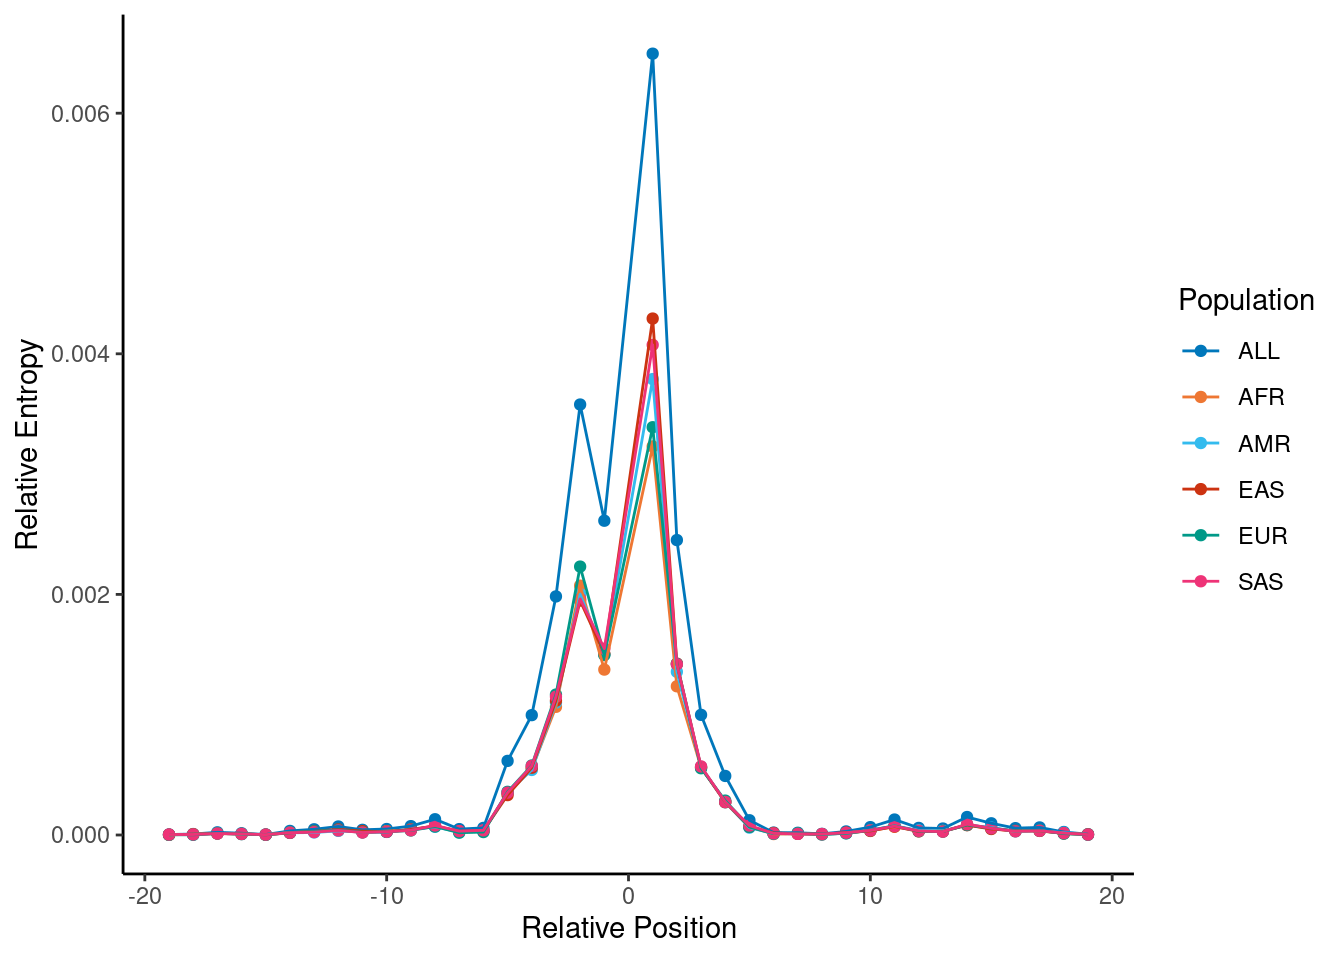 0.006
0.004
0.002
0.000
Relative Entropy
-20
-10
0
10
20
Relative Position
Population
ALL
AFR
AMR
EAS
EUR
SAS